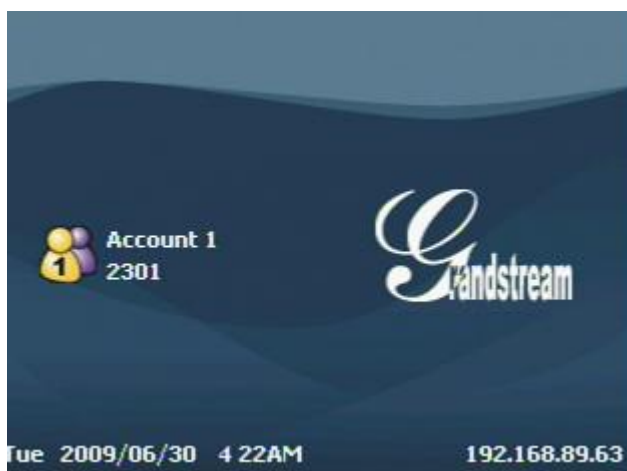 Account 1
2301
Grandstream
Tue 2009/06/30 4 22AM
192.168.89.63